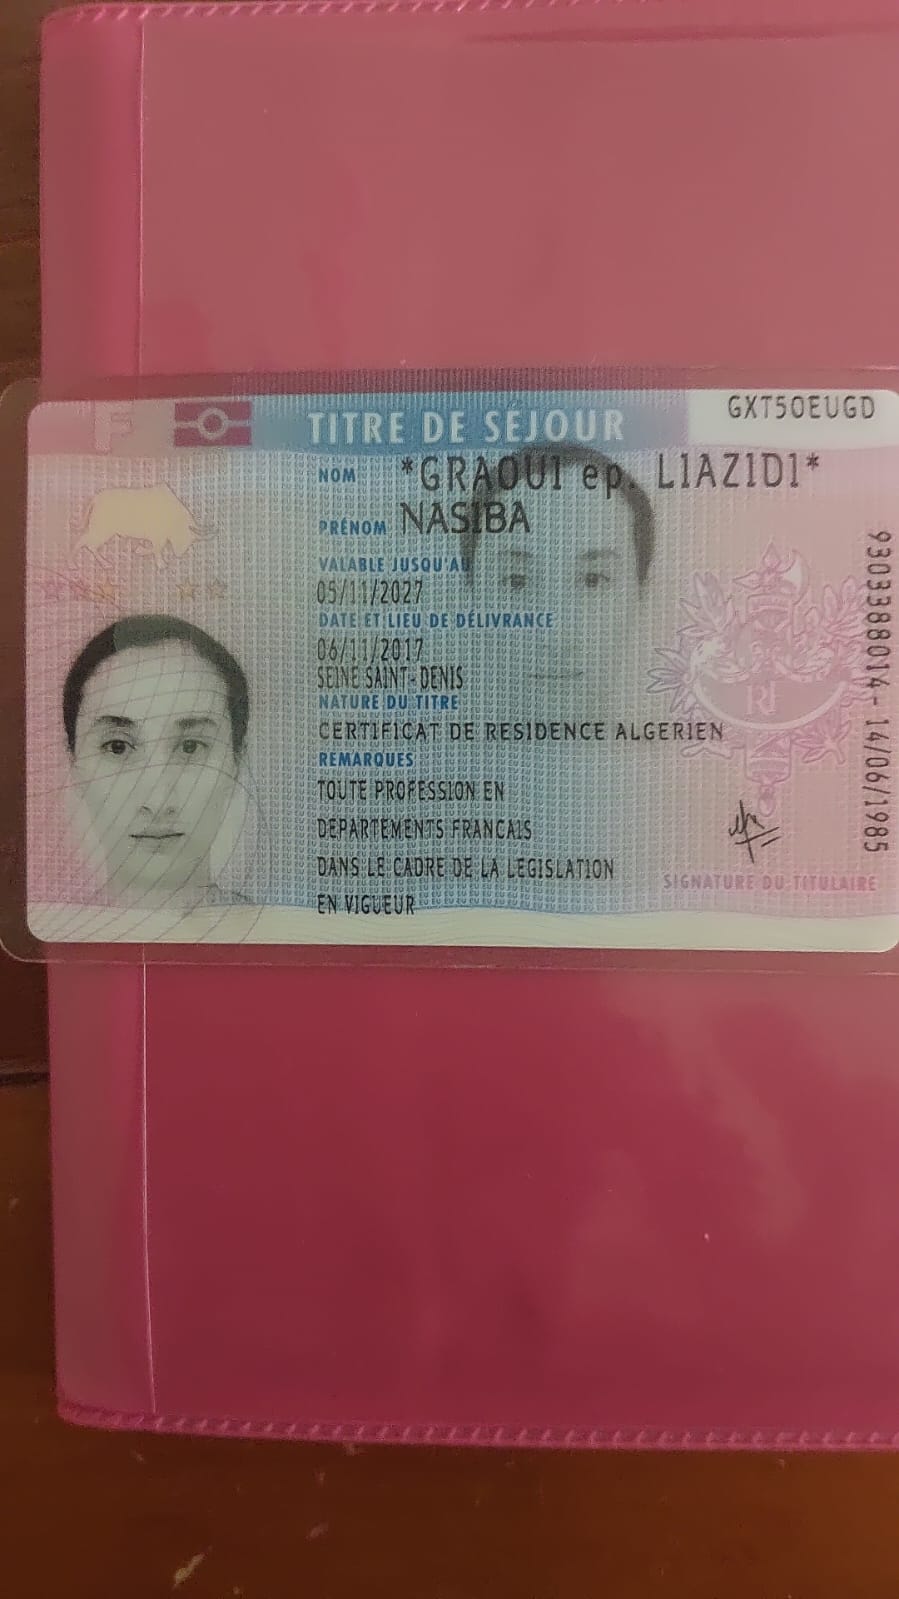 F
TITRE DE SÉJOUR
GXT50EUGD
NOM *GRAOUI ep. LIAZIDI*
PRÉNOM NASIBA
VALABLE JUSQU'AU
05/11/2027
DATE ET LIEU DE DÉLIVRANCE
06/11/2017
SEINE SAINT-DENIS
NATURE DU TITRE
CERTIFICAT DE RESIDENCE ALGERIEN
REMARQUES
TOUTE PROFESSION EN
DEPARTEMENTS FRANCAIS
DANS LE CADRE DE LA LEGISLATION
EN VIGUEUR
RF
SIGNATURE DU TITULAIRE
9303388014- 14/06/1985